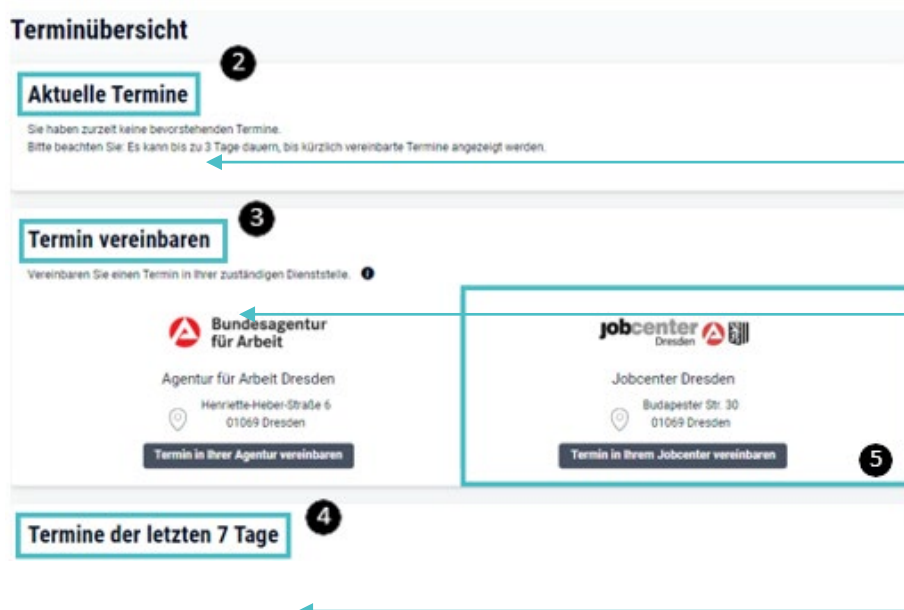 Terminübersicht
2
Aktuelle Termine
Sie haben zurzeit keine bevorstehenden Termine.
Bitte beachten Sie: Es kann bis zu 3 Tage dauern, bis kürzlich vereinbarte Termine angezeigt werden.
3
Termin vereinbaren
Vereinbaren Sie einen Termin in Ihrer zuständigen Dienststelle. i
Bundesagentur
für Arbeit
Agentur für Arbeit Dresden
Henriette-Heber-Straße 6
01069 Dresden
Termin in Ihrer Agentur vereinbaren
jobcenter
Dresden
Jobcenter Dresden
Budapester Str. 30
01069 Dresden
Termin in Ihrem Jobcenter vereinbaren
5
4
Termine der letzten 7 Tage